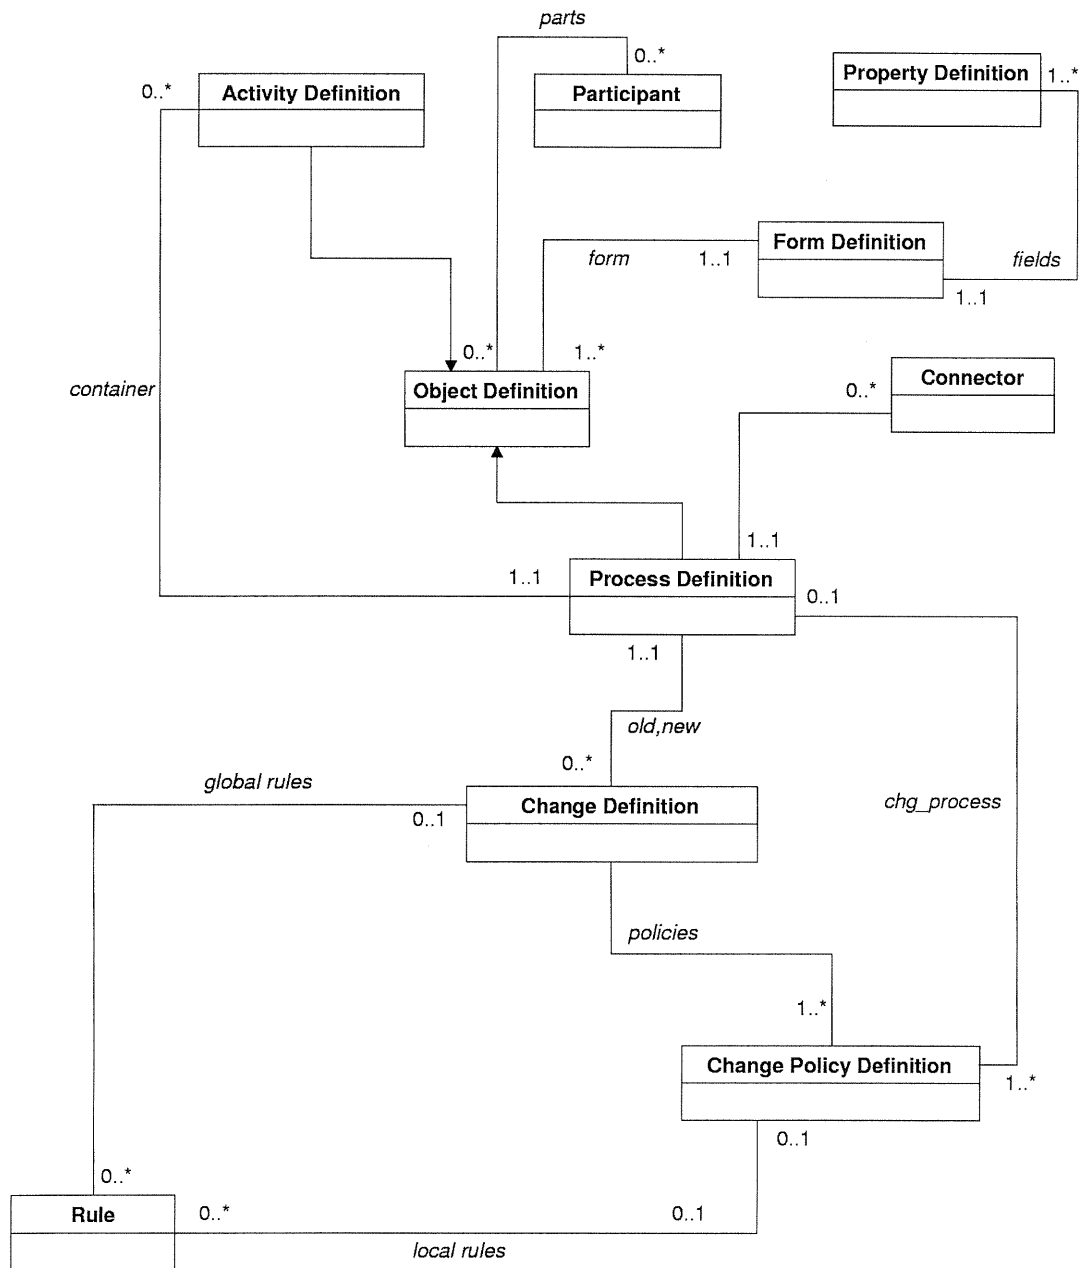 parts
0..*
Property Definition
1..*
0..*
Activity Definition
Participant
Form Definition
form
1..1
fields
1..1
0..*
1..*
container
Object Definition
Connector
0..*
1..1
1..1
Process Definition
0..1
1..1
old,new
0..*
global rules
Change Definition
0..1
chg_process
policies
1..*
Change Policy Definition
1..*
0..1
0..*
Rule
0..*
0..1
local rules